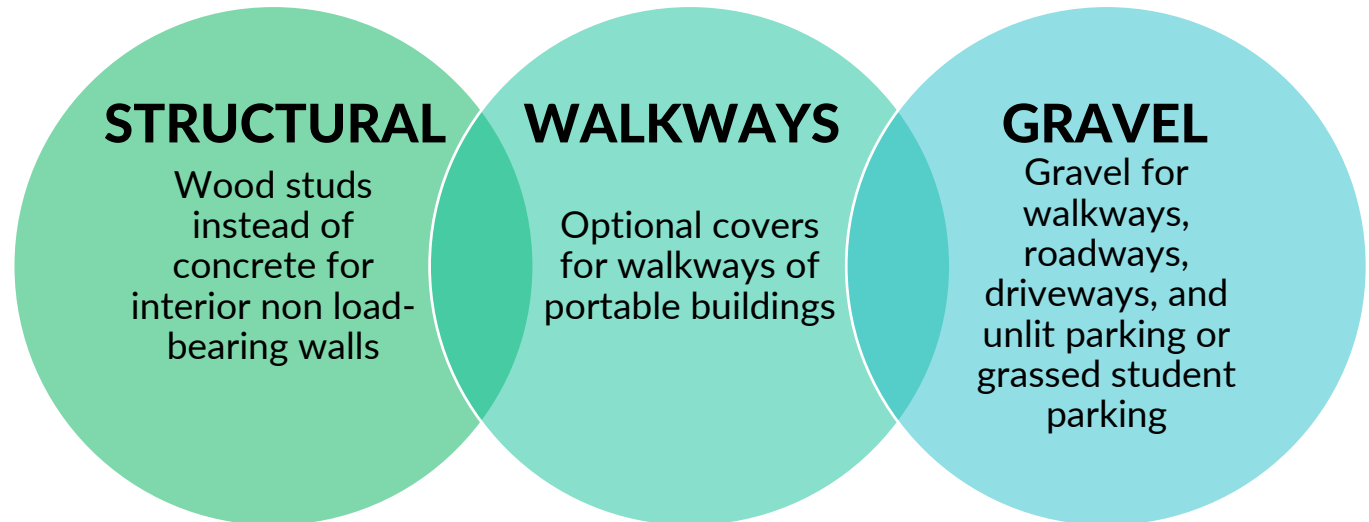 STRUCTURAL
Wood studs
instead of
concrete for
interior non load-
bearing walls
WALKWAYS
Optional covers
for walkways of
portable buildings
GRAVEL
Gravel for
walkways,
roadways,
driveways, and
unlit parking or
grassed student
parking